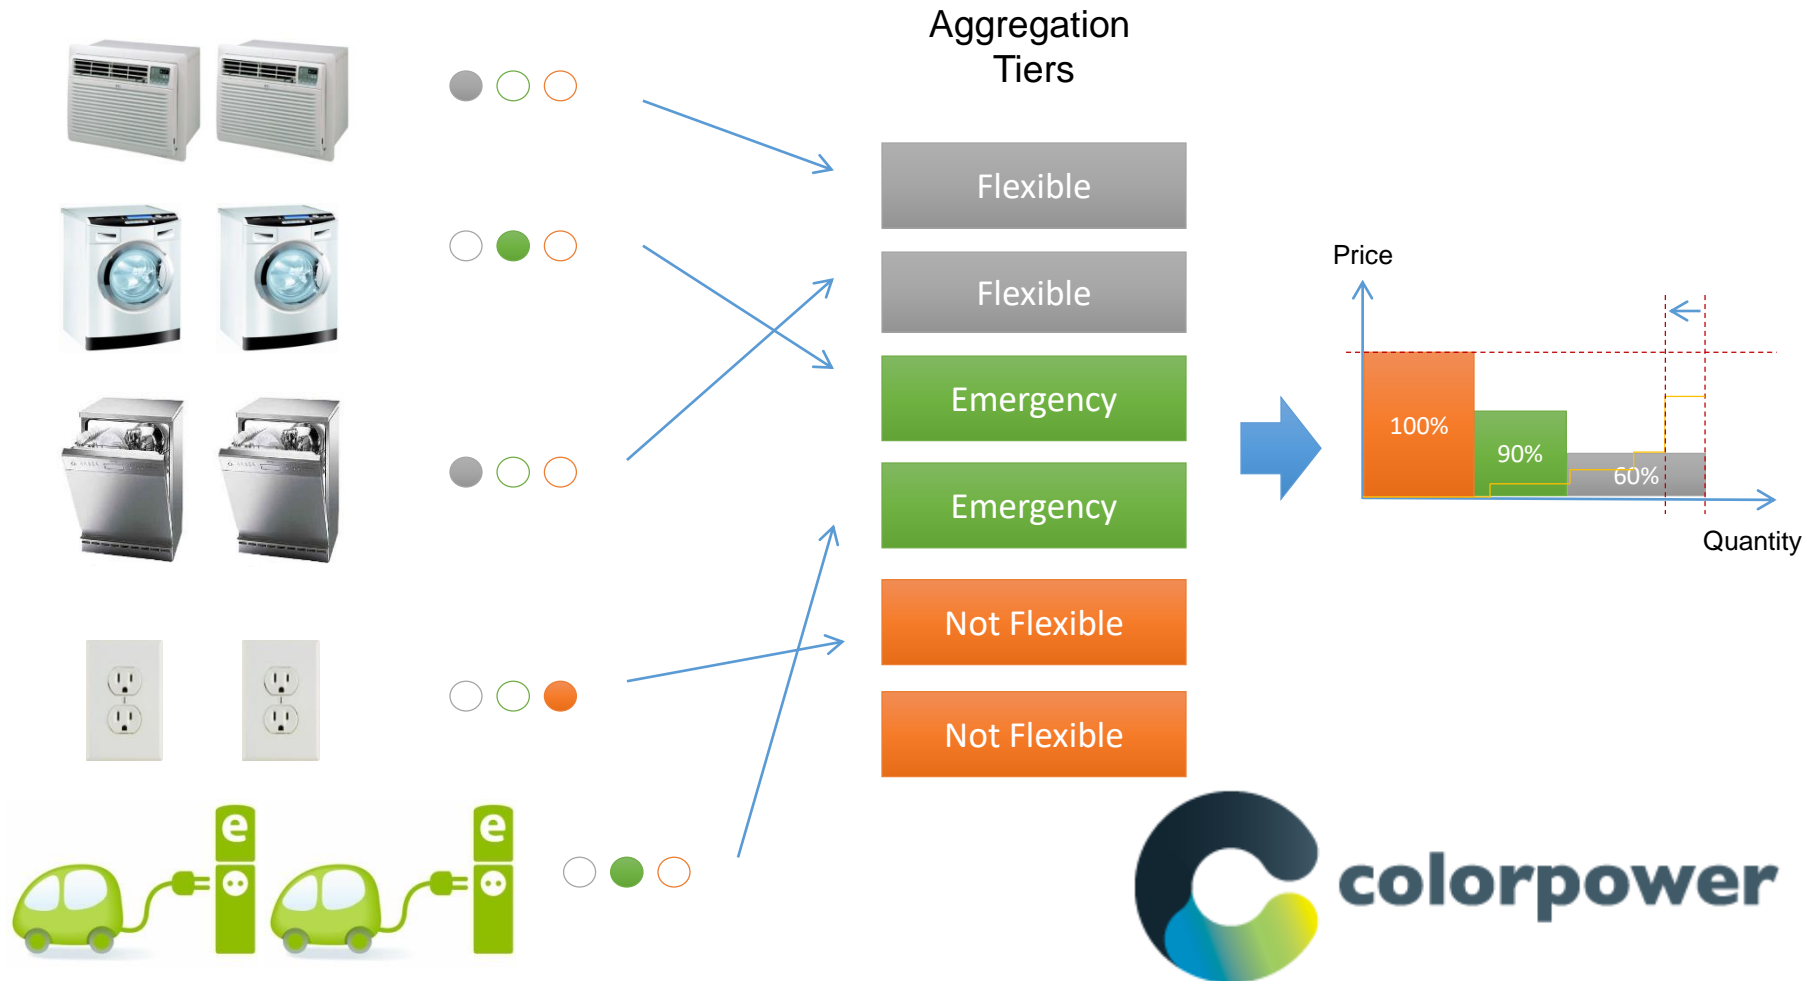 Aggregation
Tiers
Flexible
Flexible
Emergency
Emergency
Not Flexible
Not Flexible
Price
100%
90%
60%
Quantity
e
e
colorpower